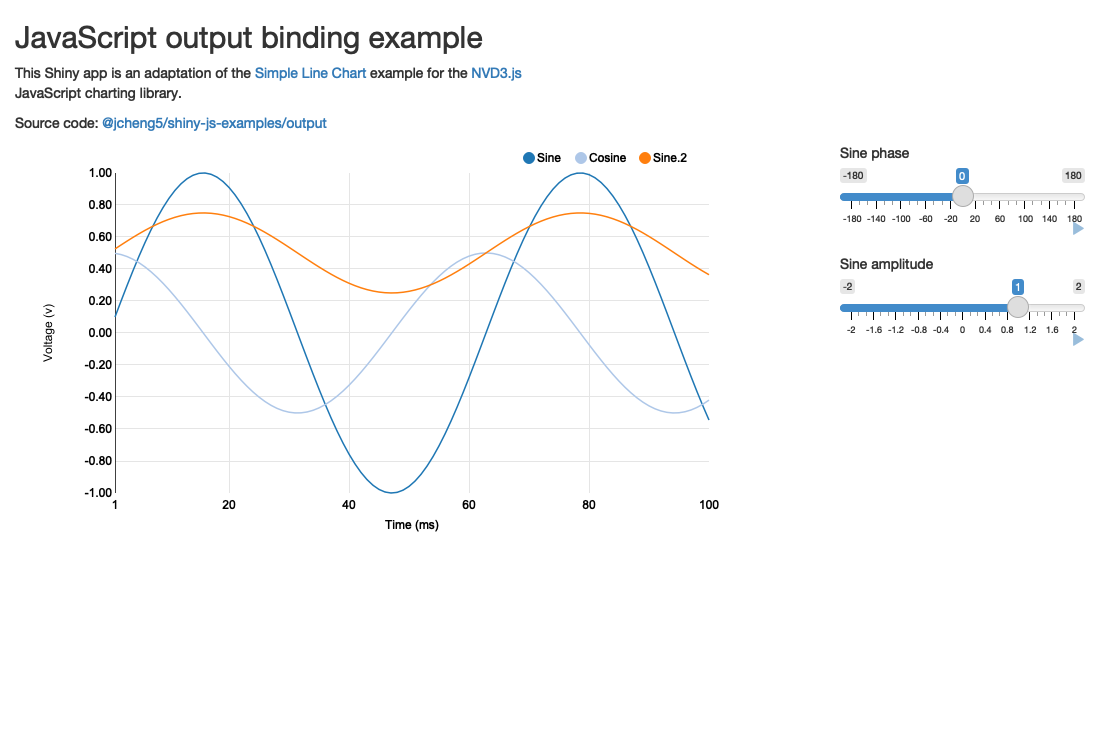 JavaScript output binding example
This Shiny app is an adaptation of the Simple Line Chart example for the NVD3.js
JavaScript charting library.
Source code: @jcheng5/shiny-js-examples/output
Sine Cosine Sine.2
1.00
0.80
0.60
0.40
0.20
0.00
-0.20
-0.40
-0.60
-0.80
-1.00
Voltage (v)
1 20 40 60 80 100
Time (ms)
Sine phase
-180 0 180
-180 -140 -100 -60 -20 20 60 100 140 180
Sine amplitude
-2 1 2
-2 -1.6 -1.2 -0.8 -0.4 0 0.4 0.8 1.2 1.6 2